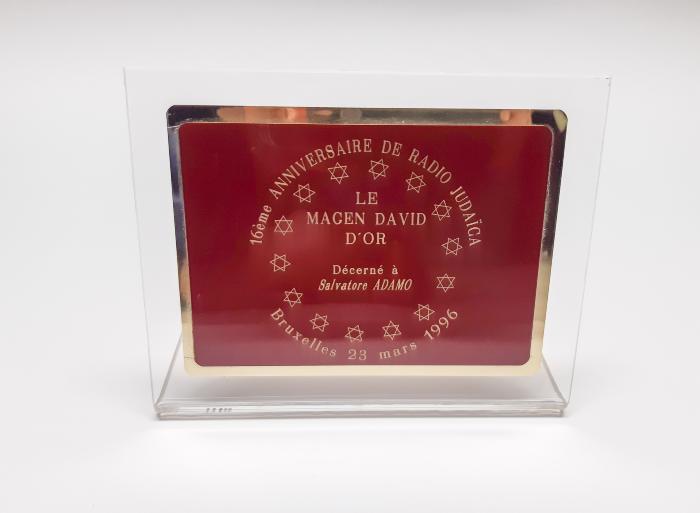 16ème ANNIVERSAIRE DE RADIO JUDAÏCA
LE
MAGEN DAVID
D'OR
Décerné à
Salvatore ADAMO
Bruxelles 23 mars 1996